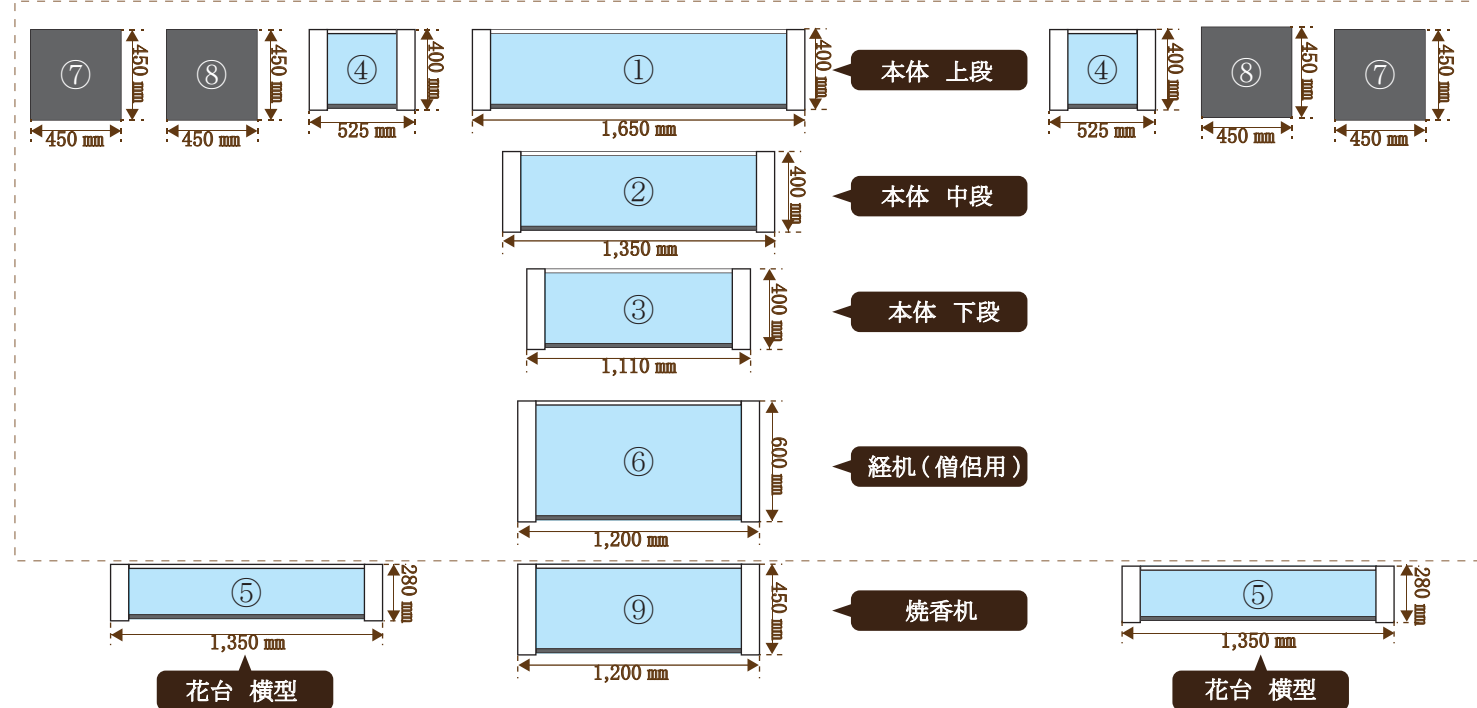 ⑦ 450 ㎜ ⑧ 450 ㎜ ④ 400 ㎜ ① 400 ㎜ 本体 上段 ④ 400 ㎜ ⑧ 450 ㎜ ⑦ 450 ㎜
450 ㎜ 450 ㎜ 525 ㎜ 1,650 ㎜ 525 ㎜ 450 ㎜ 450 ㎜
② 400 ㎜ 本体 中段
1,350 ㎜
③ 400 ㎜ 本体 下段
1,110 ㎜
⑥ 600 ㎜ 経机(僧侶用)
1,200 ㎜
⑤ 280 ㎜ ⑨ 450 ㎜ 焼香机 ⑤ 280 ㎜
1,350 ㎜ 1,200 ㎜ 1,350 ㎜
花台 横型 花台 横型